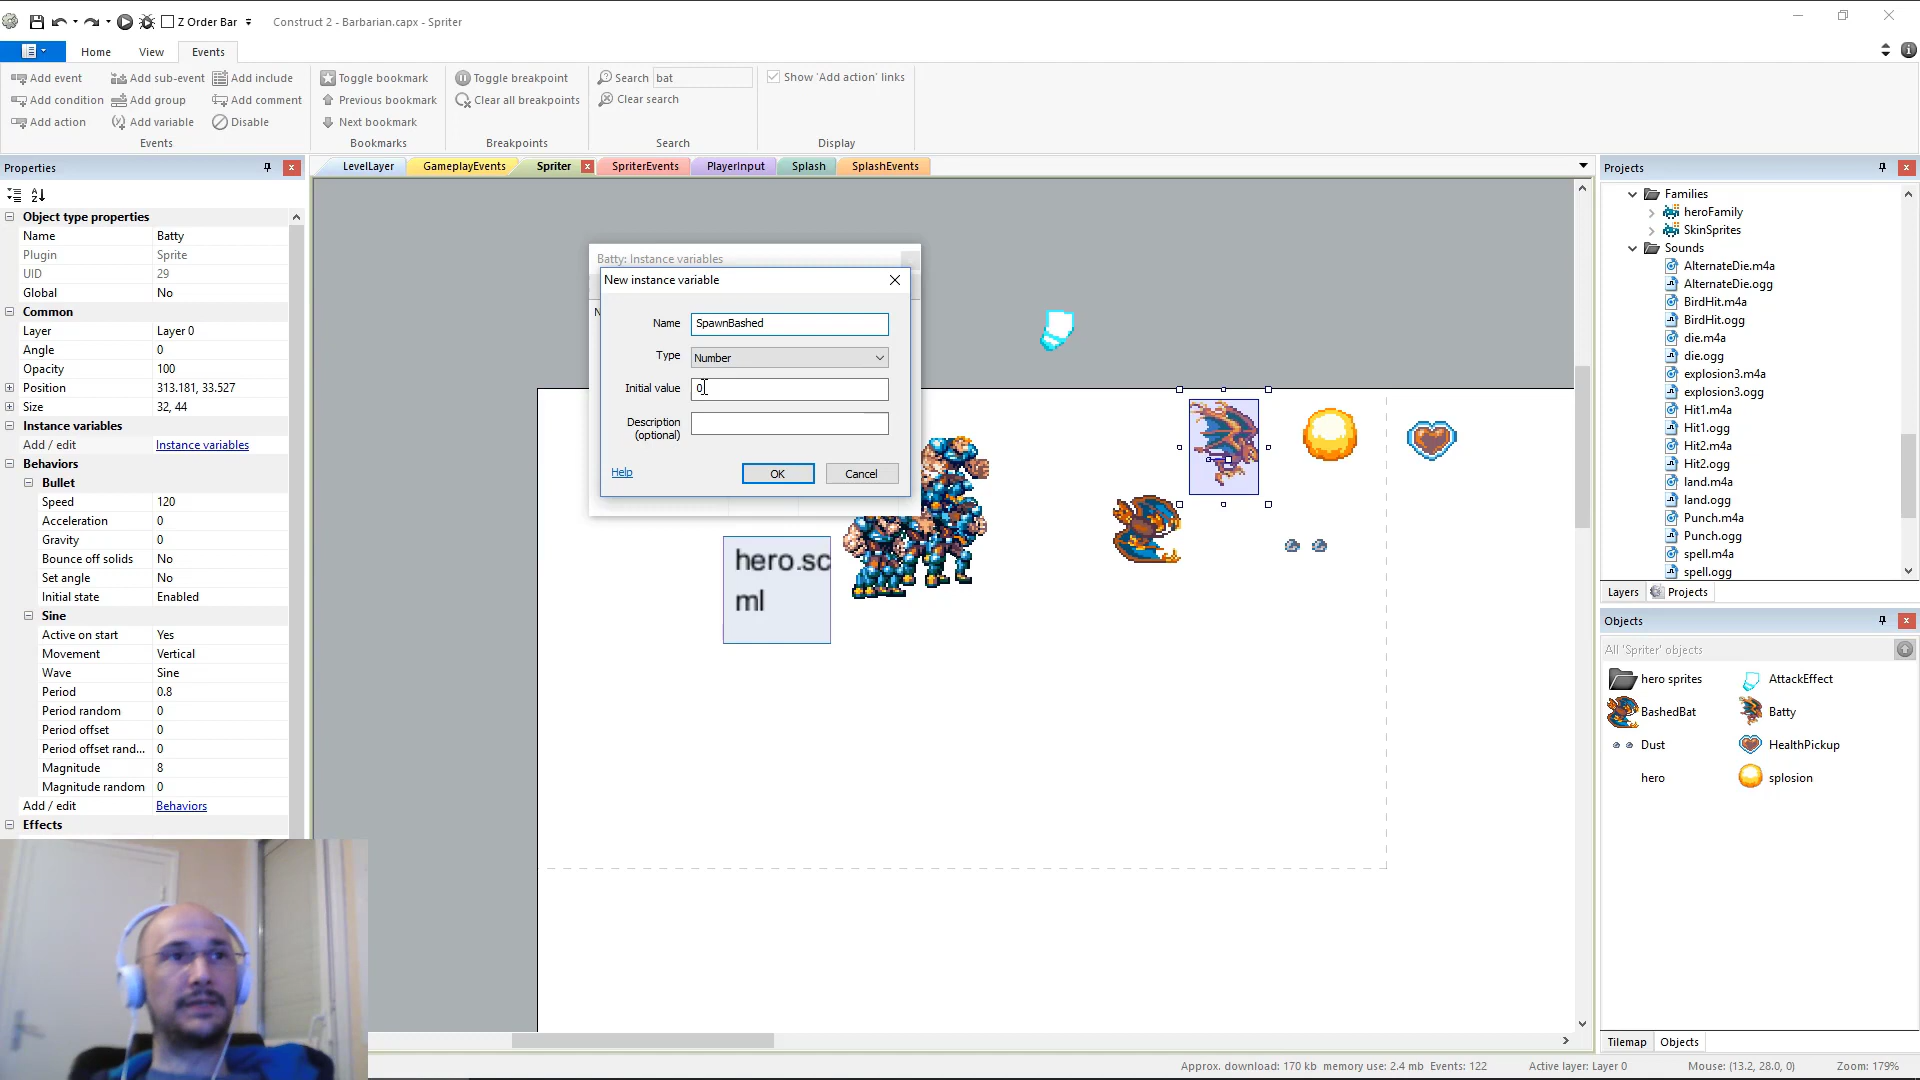 Z Order Bar
Construct 2 - Barbarian.capx - Spriter
Home
View
Events
Add event
Add sub-event
Add include
Add condition
Add group
Add comment
Add action
Add variable
Disable
Events
Toggle bookmark
Previous bookmark
Next bookmark
Bookmarks
Toggle breakpoint
Clear all breakpoints
Breakpoints
Search bat
Clear search
Search
Show 'Add action' links
Display
Properties
LevelLayer
GameplayEvents
Spriter
SpriterEvents
PlayerInput
Splash
SplashEvents
Object type properties
Name Batty
Plugin Sprite
UID 29
Global No
Common
Layer Layer 0
Angle 0
Opacity 100
Position 313.181, 33.527
Size 32, 44
Instance variables
Add / edit Instance variables
Behaviors
Bullet
Speed 120
Acceleration 0
Gravity 0
Bounce off solids No
Set angle No
Initial state Enabled
Sine
Active on start Yes
Movement Vertical
Wave Sine
Period 0.8
Period random 0
Period offset 0
Period offset rand... 0
Magnitude 8
Magnitude random 0
Add / edit Behaviors
Effects
Batty: Instance variables
N
New instance variable
Name SpawnBashed
Type Number
Initial value 0
Description
(optional)
Help
OK
Cancel
hero.sc
ml
Projects
Families
heroFamily
SkinSprites
Sounds
AlternateDie.m4a
AlternateDie.ogg
BirdHit.m4a
BirdHit.ogg
die.m4a
die.ogg
explosion3.m4a
explosion3.ogg
Hit1.m4a
Hit1.ogg
Hit2.m4a
Hit2.ogg
land.m4a
land.ogg
Punch.m4a
Punch.ogg
spell.m4a
spell.ogg
Layers
Projects
Objects
All 'Spriter' objects
hero sprites
AttackEffect
BashedBat
Batty
Dust
HealthPickup
hero
splosion
Tilemap
Objects
Approx. download: 170 kb memory use: 2.4 mb Events: 122
Active layer: Layer 0
Mouse: (13.2, 28.0, 0)
Zoom: 179%